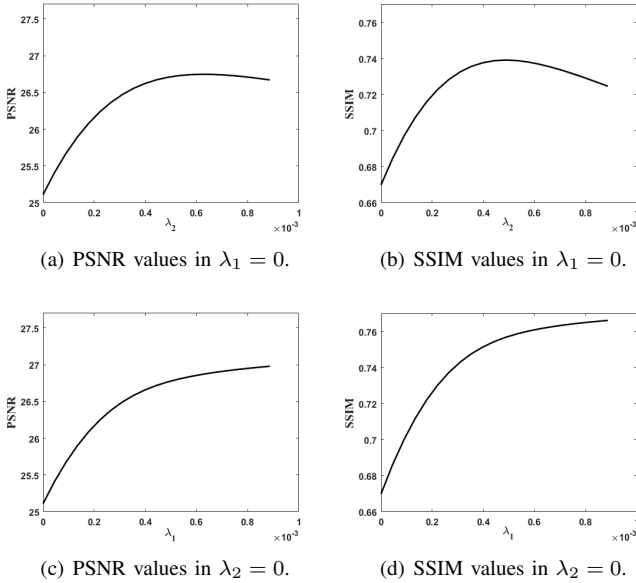 27.5
27
26.5
26
25.5
25
PSNR
0 0.2 0.4 0.6 0.8 1
λ2
×10-3
(a) PSNR values in λ1 = 0.
0.76
0.74
0.72
0.7
0.68
0.66
SSIM
0 0.2 0.4 0.6 0.8 1
λ2
×10-3
(b) SSIM values in λ1 = 0.
27.5
27
26.5
26
25.5
25
PSNR
0 0.2 0.4 0.6 0.8 1
λ1
×10-3
(c) PSNR values in λ2 = 0.
0.76
0.74
0.72
0.7
0.68
0.66
SSIM
0 0.2 0.4 0.6 0.8 1
λ1
×10-3
(d) SSIM values in λ2 = 0.